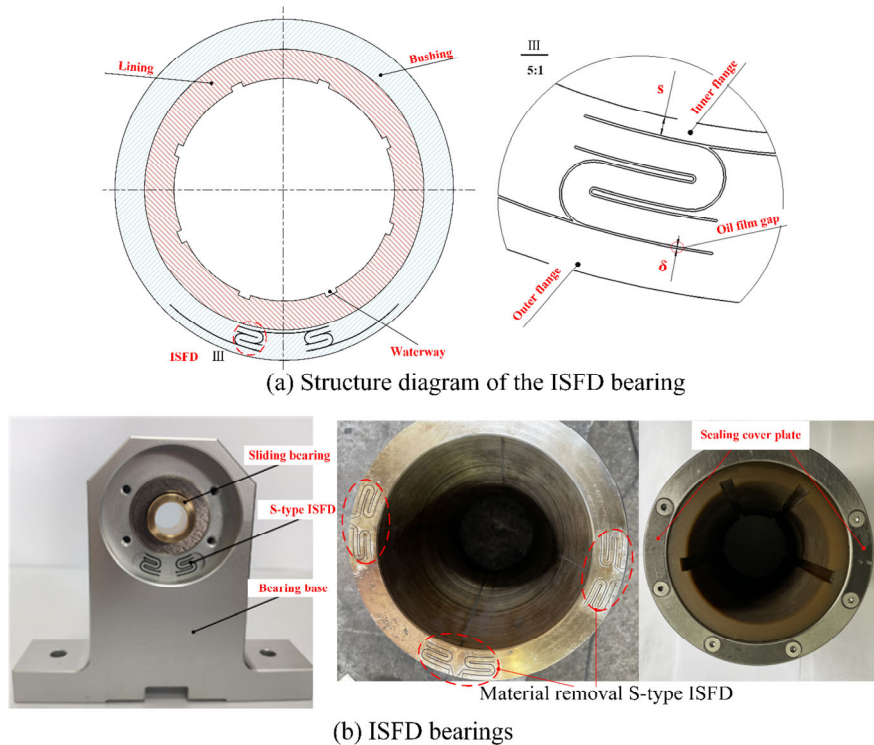 Lining
Bushing
Waterway
ISFD III
III
5:1
s
Inner flange
Oil film gap
δ
Outer flange
(a) Structure diagram of the ISFD bearing
Sliding bearing
S-type ISFD
Bearing base
Sealing cover plate
Material removal S-type ISFD
(b) ISFD bearings